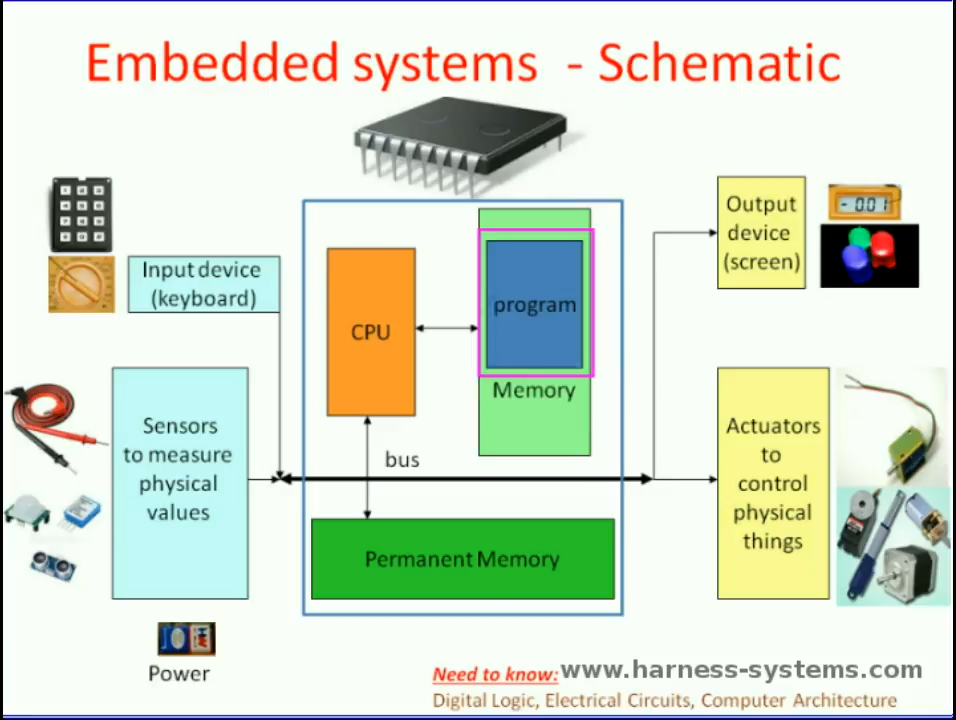 Embedded systems - Schematic
Input device
(keyboard)
Sensors
to measure
physical
values
CPU
program
Memory
bus
Permanent Memory
Output
device
(screen)
- 0.01
Actuators
to
control
physical
things
Power
Need to know:
www.harness-systems.com
Digital Logic, Electrical Circuits, Computer Architecture